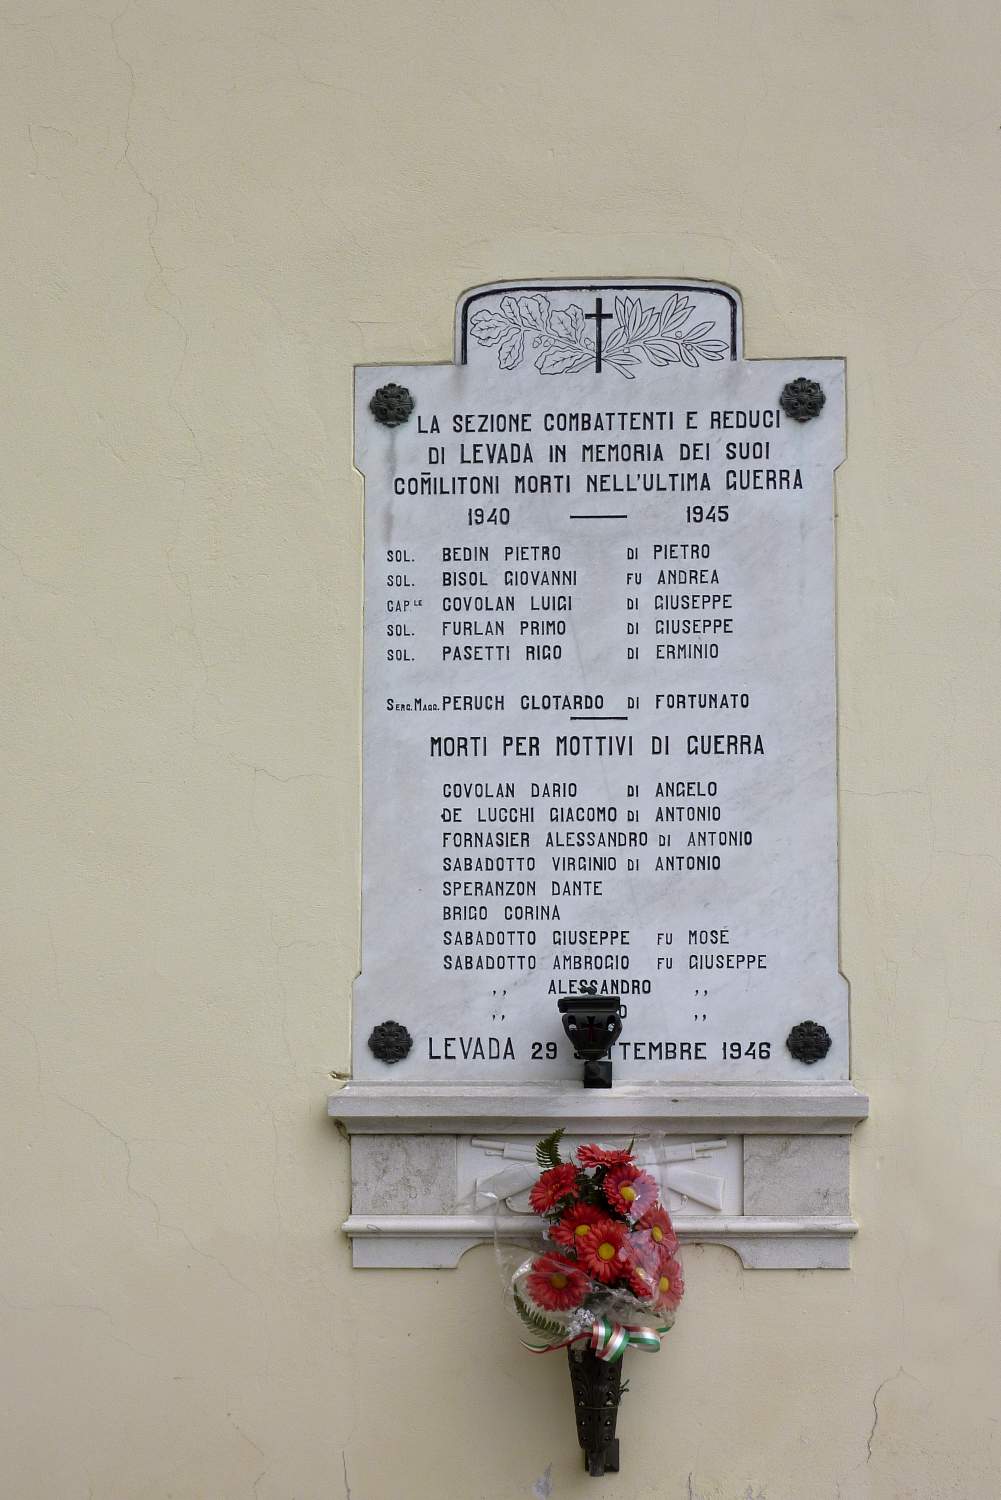 LA SEZIONE COMBATTENTI E REDUCI
DI LEVADA IN MEMORIA DEI SUOI
COM̅ILITONI MORTI NELL'ULTIMA GUERRA
1940 — 1945
SOL. BEDIN PIETRO DI PIETRO
SOL. BISOL GIOVANNI FU ANDREA
CAP.LE COVOLAN LUIGI DI GIUSEPPE
SOL. FURLAN PRIMO DI GIUSEPPE
SOL. PASETTI RIGO DI ERMINIO
SERG. MAGG. PERUCH CLOTARDO DI FORTUNATO
MORTI PER MOTTIVI DI GUERRA
COVOLAN DARIO DI ANGELO
DE LUCCHI GIACOMO DI ANTONIO
FORNASIER ALESSANDRO DI ANTONIO
SABADOTTO VIRGINIO DI ANTONIO
SPERANZON DANTE
BRIGO CORINA
SABADOTTO GIUSEPPE FU MOSÈ
SABADOTTO AMBROGIO FU GIUSEPPE
,, ALESSANDRO ,,
,, ,,
LEVADA 29 SETTEMBRE 1946